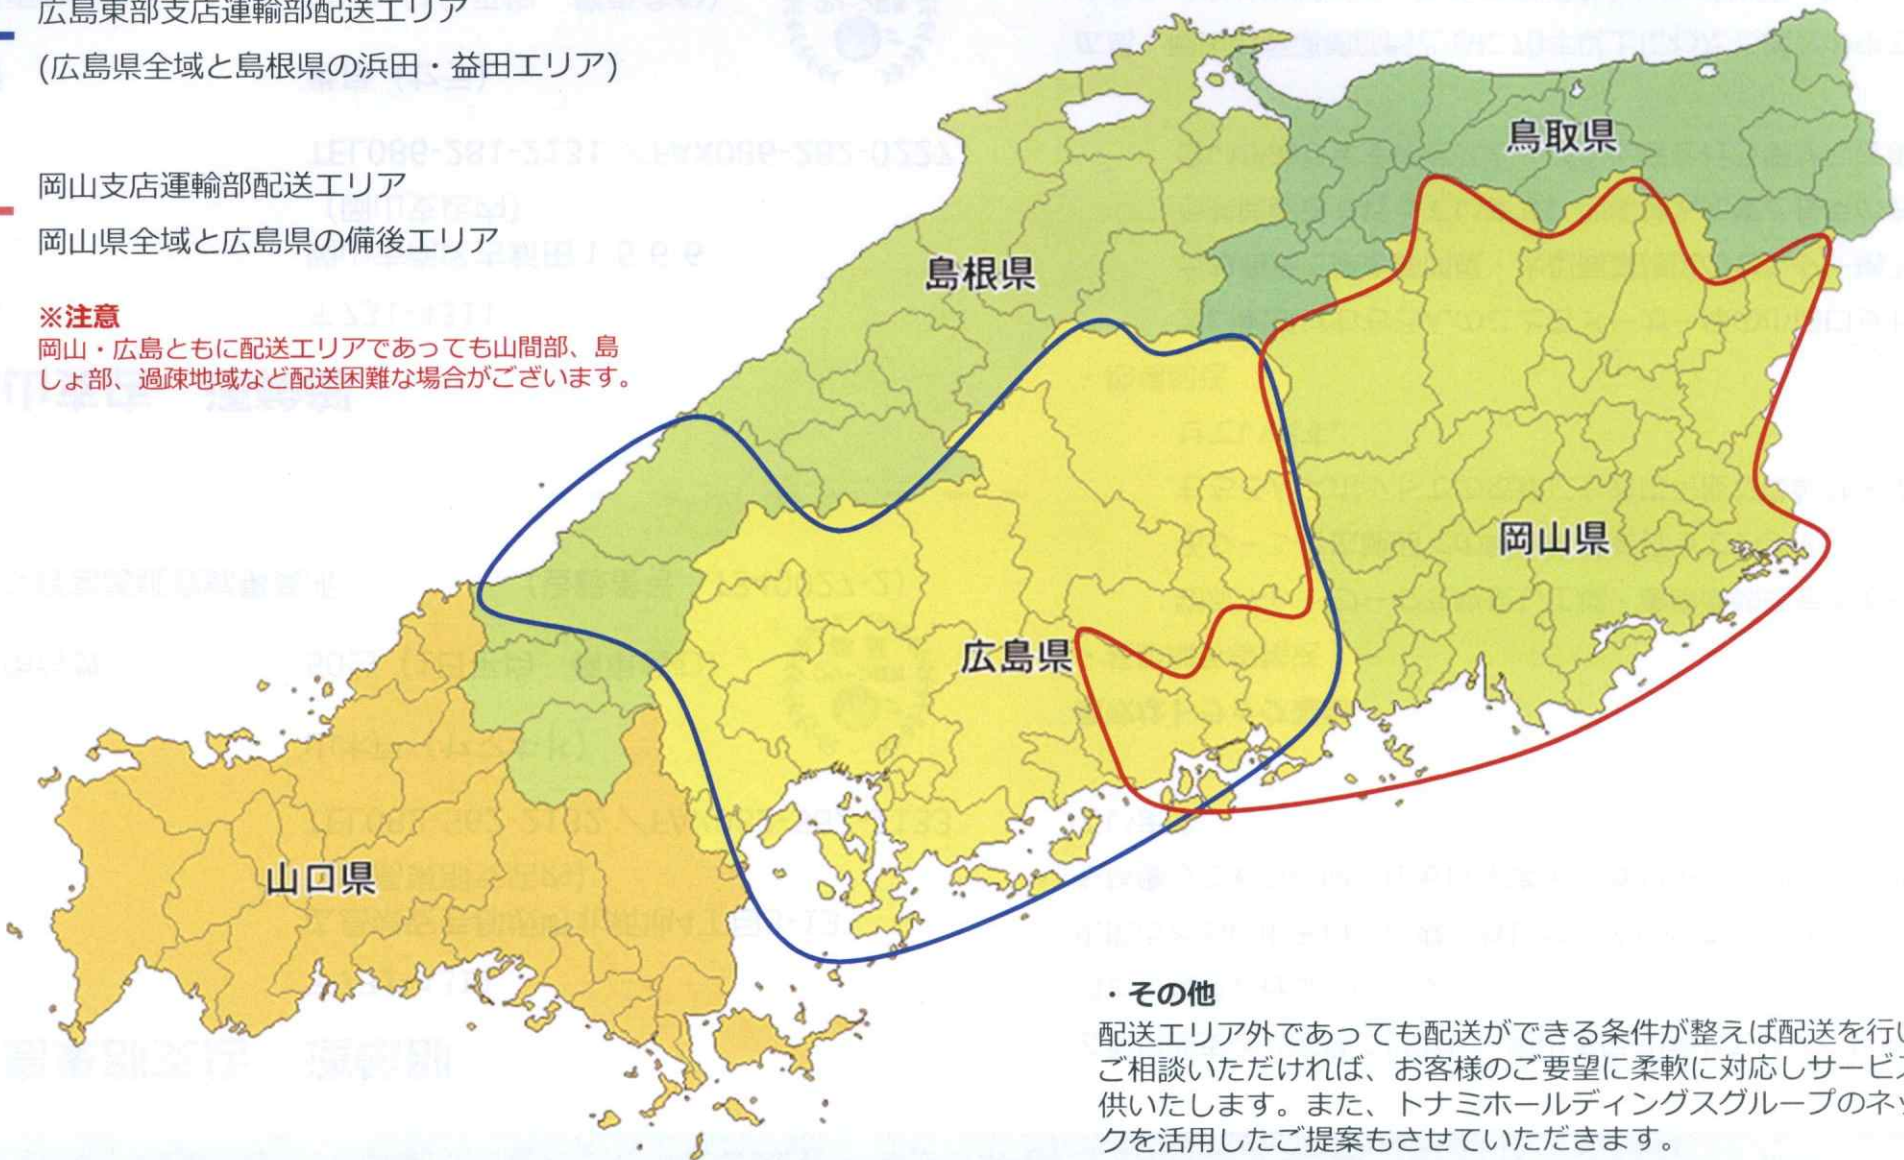 広島東部支店運輸部配送エリア
(広島県全域と島根県の浜田・益田エリア)
岡山支店運輸部配送エリア
岡山県全域と広島県の備後エリア
※注意
岡山・広島ともに配送エリアであっても山間部、島
しょ部、過疎地域など配送困難な場合がございます。
鳥取県
島根県
岡山県
広島県
山口県
・その他
配送エリア外であっても配送ができる条件が整えば配送を行い
ご相談いただければ、お客様のご要望に柔軟に対応しサービス
供いたします。また、トナミホールディングスグループのネッ
クを活用したご提案もさせていただきます。